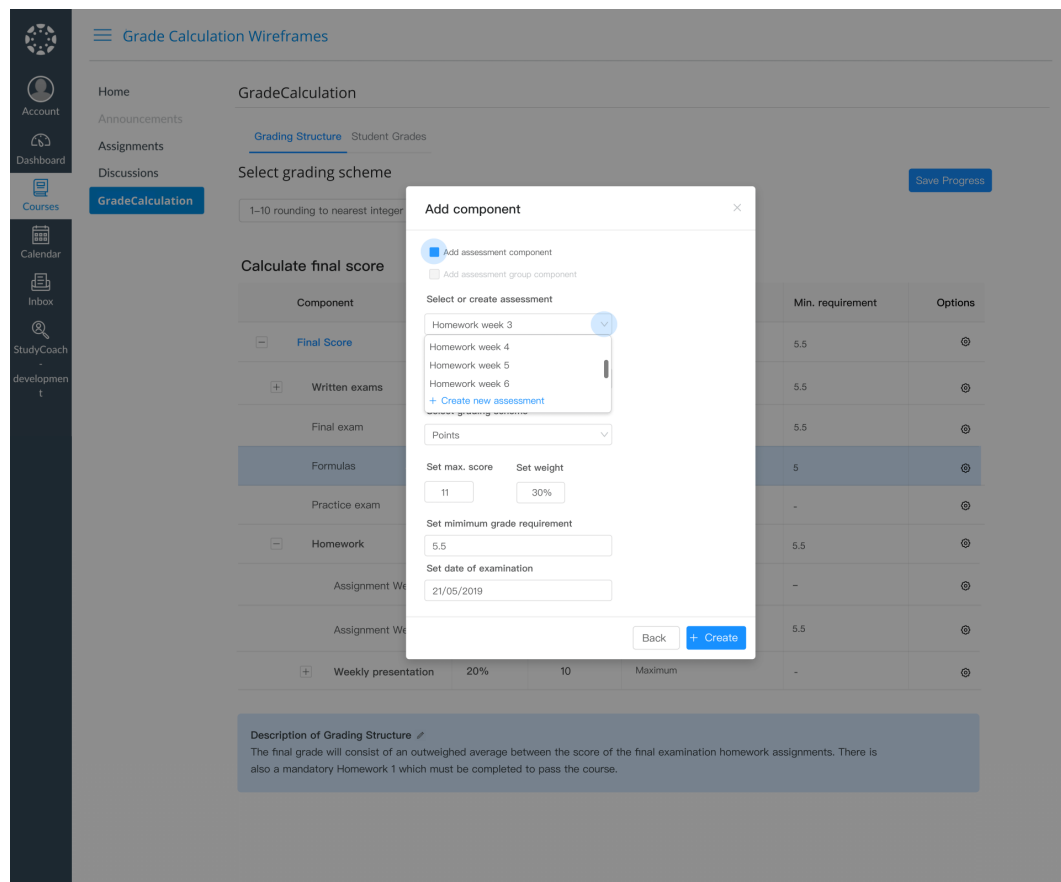 Grade Calculation Wireframes
Account
Dashboard
Courses
Calendar
Inbox
StudyCoach
-
developmen
t
Home
Announcements
Assignments
Discussions
GradeCalculation
GradeCalculation
Grading Structure Student Grades
Select grading scheme
Save Progress
1-10 rounding to nearest integer
Calculate final score
Component Min. requirement Options
Final Score 5.5
Written exams 5.5
Final exam 5.5
Formulas 5
Practice exam -
Homework 5.5
Assignment We –
Assignment We 5.5
Weekly presentation 20% 10 Maximum -
Add component
Add assessment component
Add assessment group component
Select or create assessment
Homework week 3
Homework week 4
Homework week 5
Homework week 6
+ Create new assessment
Select grading scheme
Points
Set max. score Set weight
11 30%
Set minimum grade requirement
5.5
Set date of examination
21/05/2019
Back + Create
Description of Grading Structure
The final grade will consist of an outweighed average between the score of the final examination homework assignments. There is
also a mandatory Homework 1 which must be completed to pass the course.